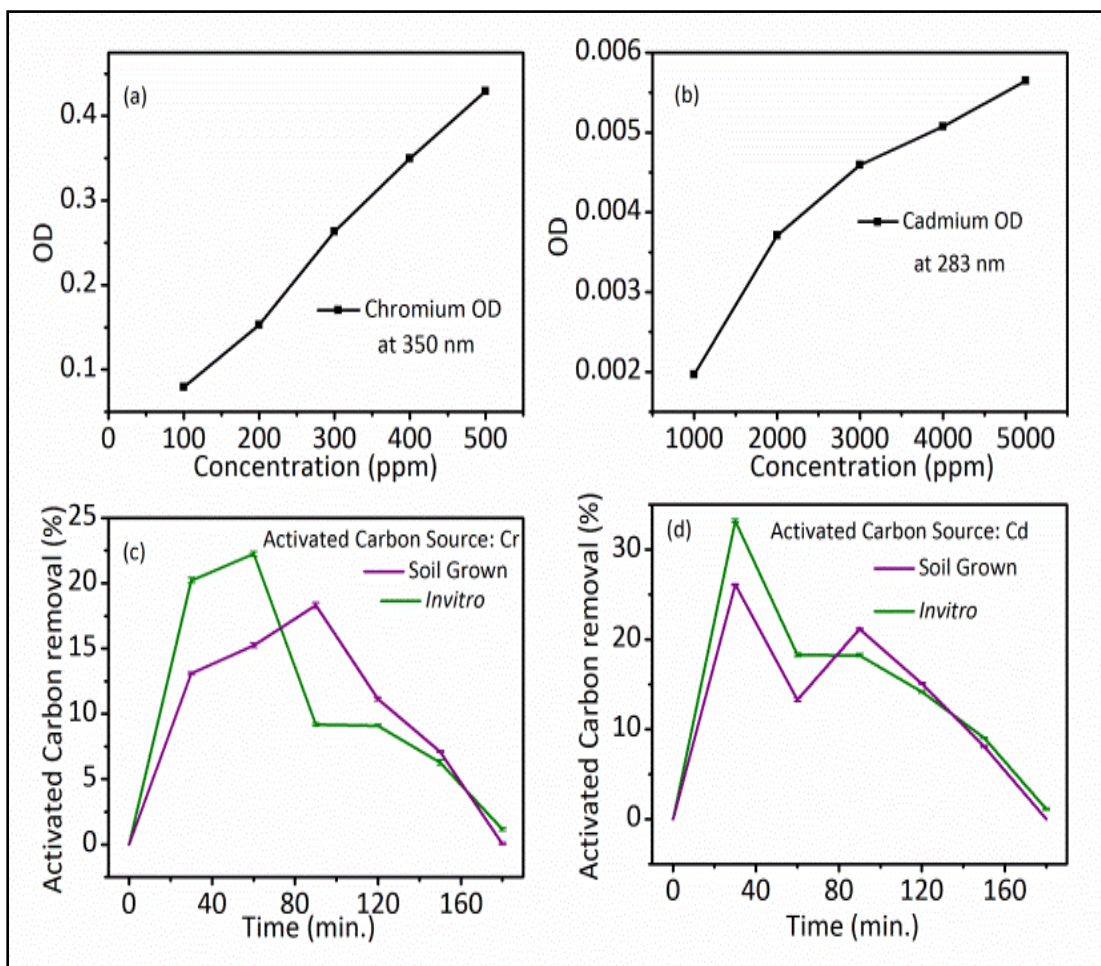 (a)
OD
0.4
0.3
0.2
0.1
Chromium OD
at 350 nm
0 100 200 300 400 500
Concentration (ppm)
(b)
OD
0.006
0.005
0.004
0.003
0.002
Cadmium OD
at 283 nm
1000 2000 3000 4000 5000
Concentration (ppm)
(c)
Activated Carbon removal (%)
25
20
15
10
5
0
Activated Carbon Source: Cr
Soil Grown
Invitro
0 40 80 120 160
Time (min.)
(d)
Activated Carbon removal (%)
30
20
10
0
Activated Carbon Source: Cd
Soil Grown
Invitro
0 40 80 120 160
Time (min.)